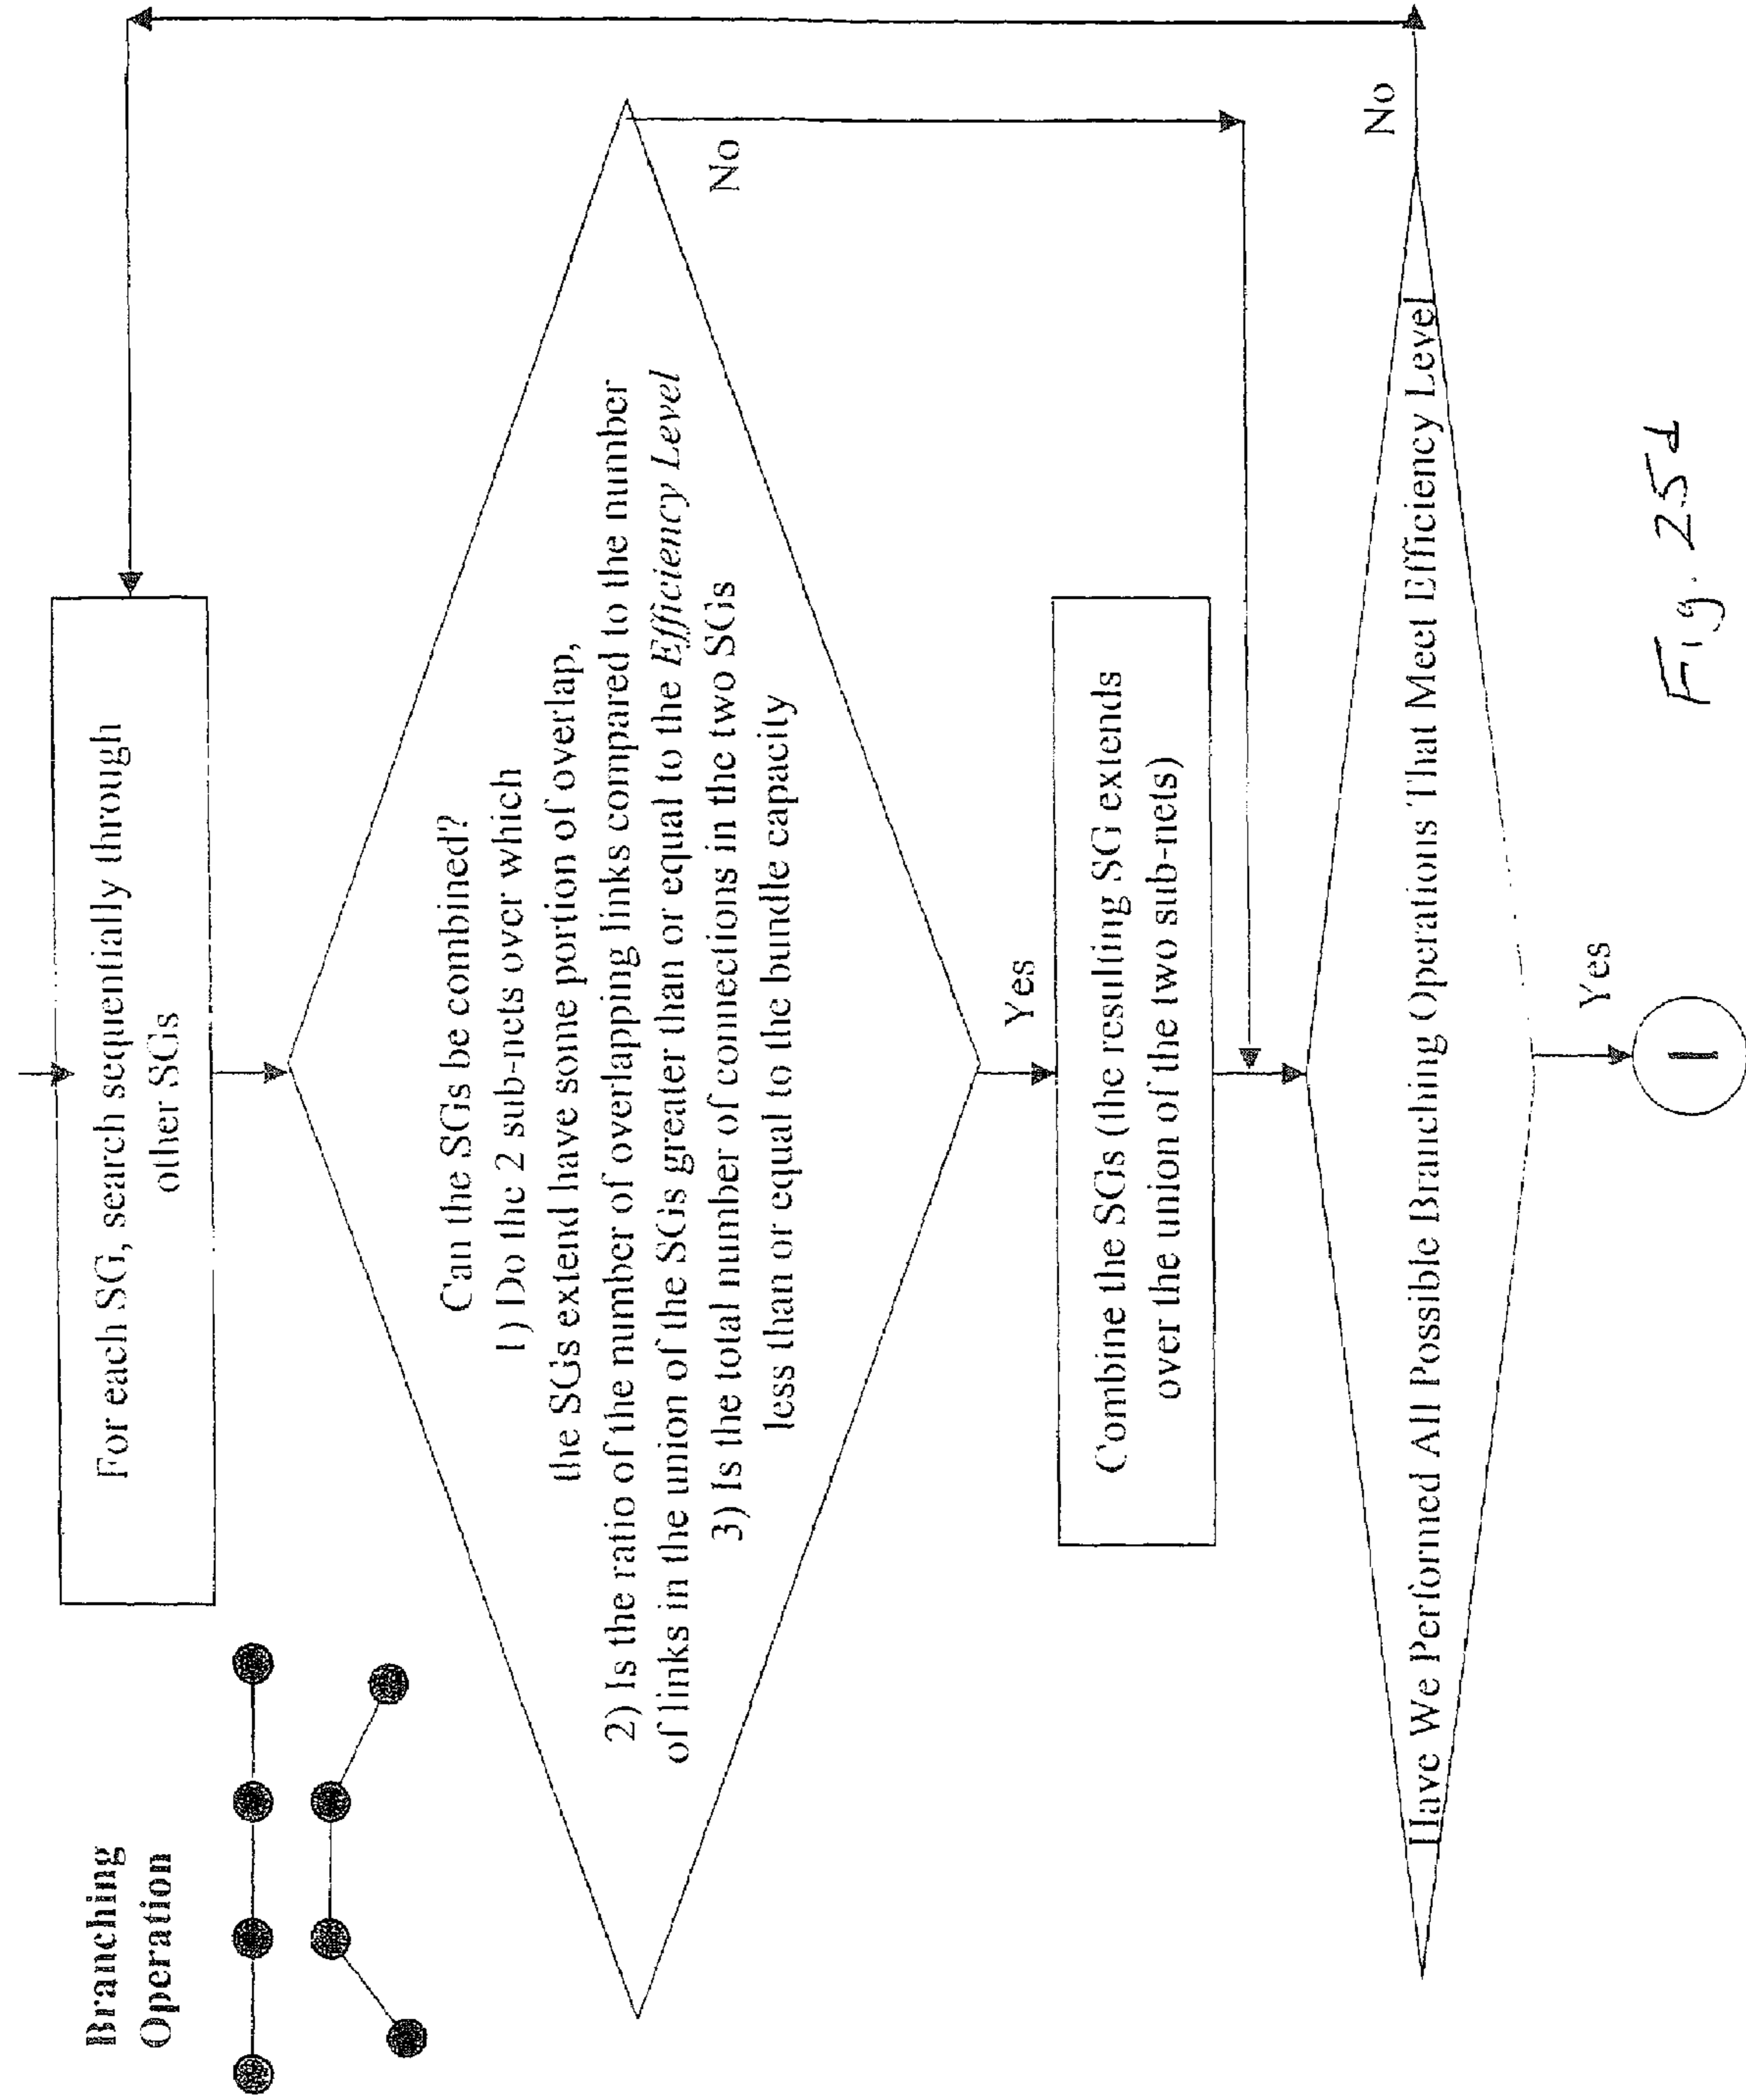 Branching
Operation
For each SG, search sequentially through
other SGs
Can the SGs be combined?
1) Do the 2 sub-nets over which
the SGs extend have some portion of overlap,
2) Is the ratio of the number of overlapping links compared to the number
of links in the union of the SGs greater than or equal to the Efficiency Level
3) Is the total number of connections in the two SGs
less than or equal to the bundle capacity
No
Yes
Combine the SGs (the resulting SG extends
over the union of the two sub-nets)
Have We Performed All Possible Branching Operations That Meet Efficiency Level
No
Yes
1
Fig. 25d